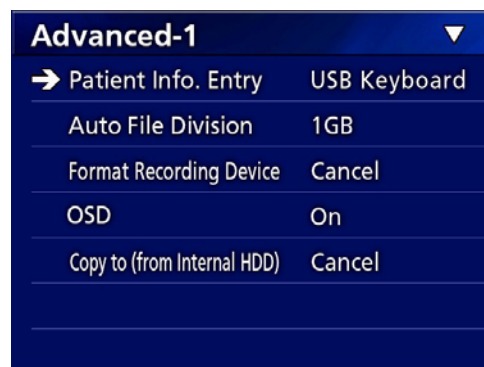 Advanced-1
Patient Info. Entry USB Keyboard
Auto File Division 1GB
Format Recording Device Cancel
OSD On
Copy to (from Internal HDD) Cancel